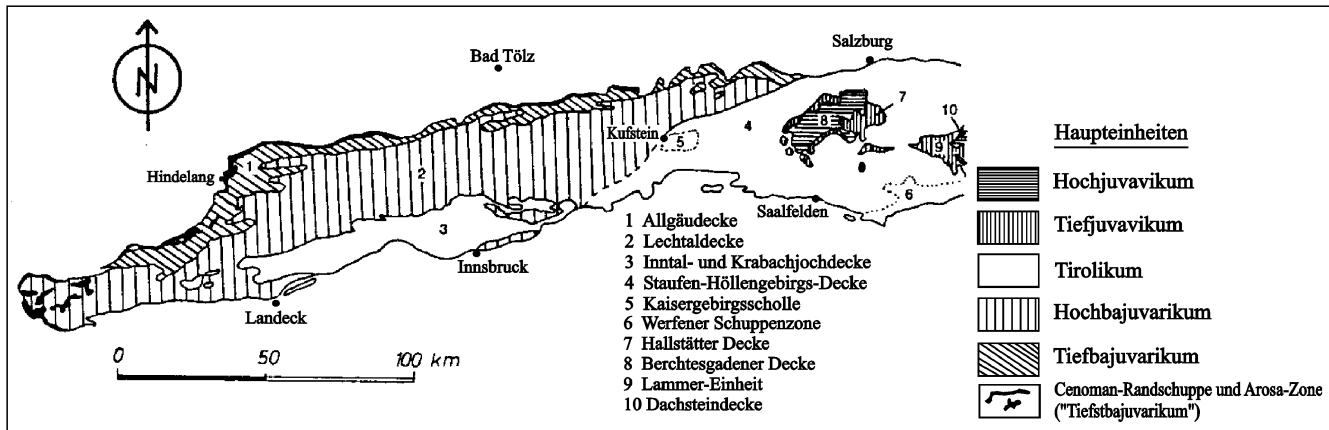 N
Bad Tölz
Salzburg
7
10
8
9
4
Kufstein
5
1
2
Hindelang
6
Saalfelden
3
Innsbruck
Landeck
0 50 100 km
1 Allgäudecke
2 Lechtaldecke
3 Inntal- und Krabachjochdecke
4 Staufen-Höllengebirgs-Decke
5 Kaisergebirgsscholle
6 Werfener Schuppenzone
7 Hallstätter Decke
8 Berchtesgadener Decke
9 Lammer-Einheit
10 Dachsteindecke
Haupteinheiten
Hochjuvavikum
Tiefjuvavikum
Tirolikum
Hochbajuvarikum
Tiefbajuvarikum
Cenoman-Randschuppe und Arosa-Zone
("Tiefstbajuvarikum")